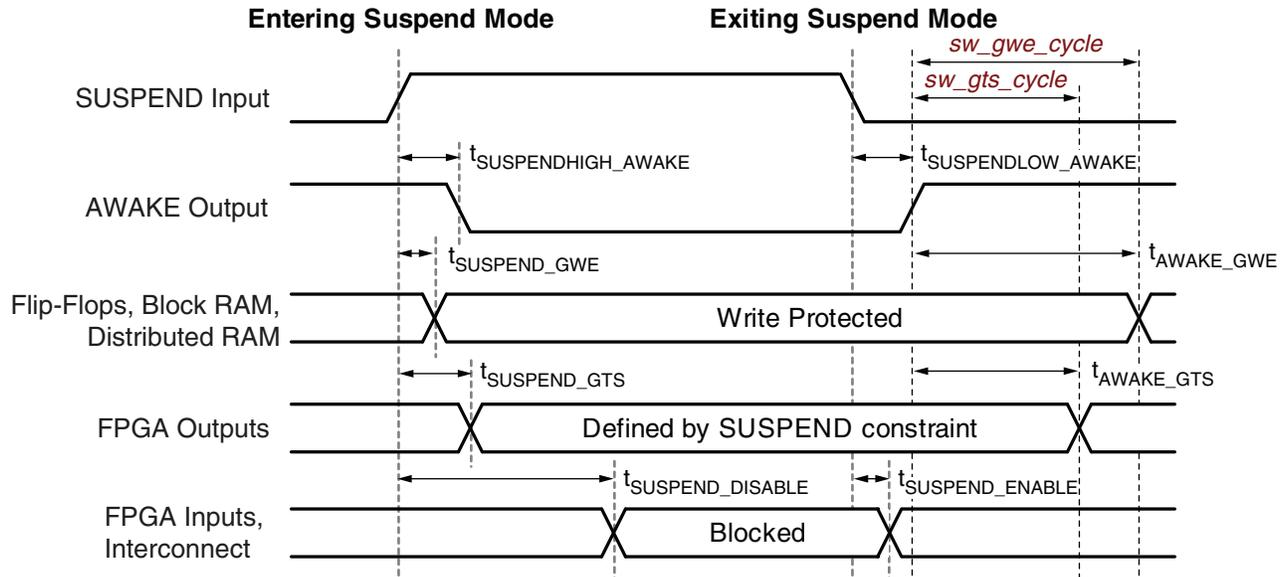 Entering Suspend Mode
Exiting Suspend Mode
sw_gwe_cycle
sw_gts_cycle
SUSPEND Input
tSUSPENDHIGH_AWAKE
tSUSPENDLOW_AWAKE
AWAKE Output
tSUSPEND_GWE
tAWAKE_GWE
Flip-Flops, Block RAM,
Distributed RAM
Write Protected
tSUSPEND_GTS
tAWAKE_GTS
FPGA Outputs
Defined by SUSPEND constraint
tSUSPEND_DISABLE
tSUSPEND_ENABLE
FPGA Inputs,
Interconnect
Blocked